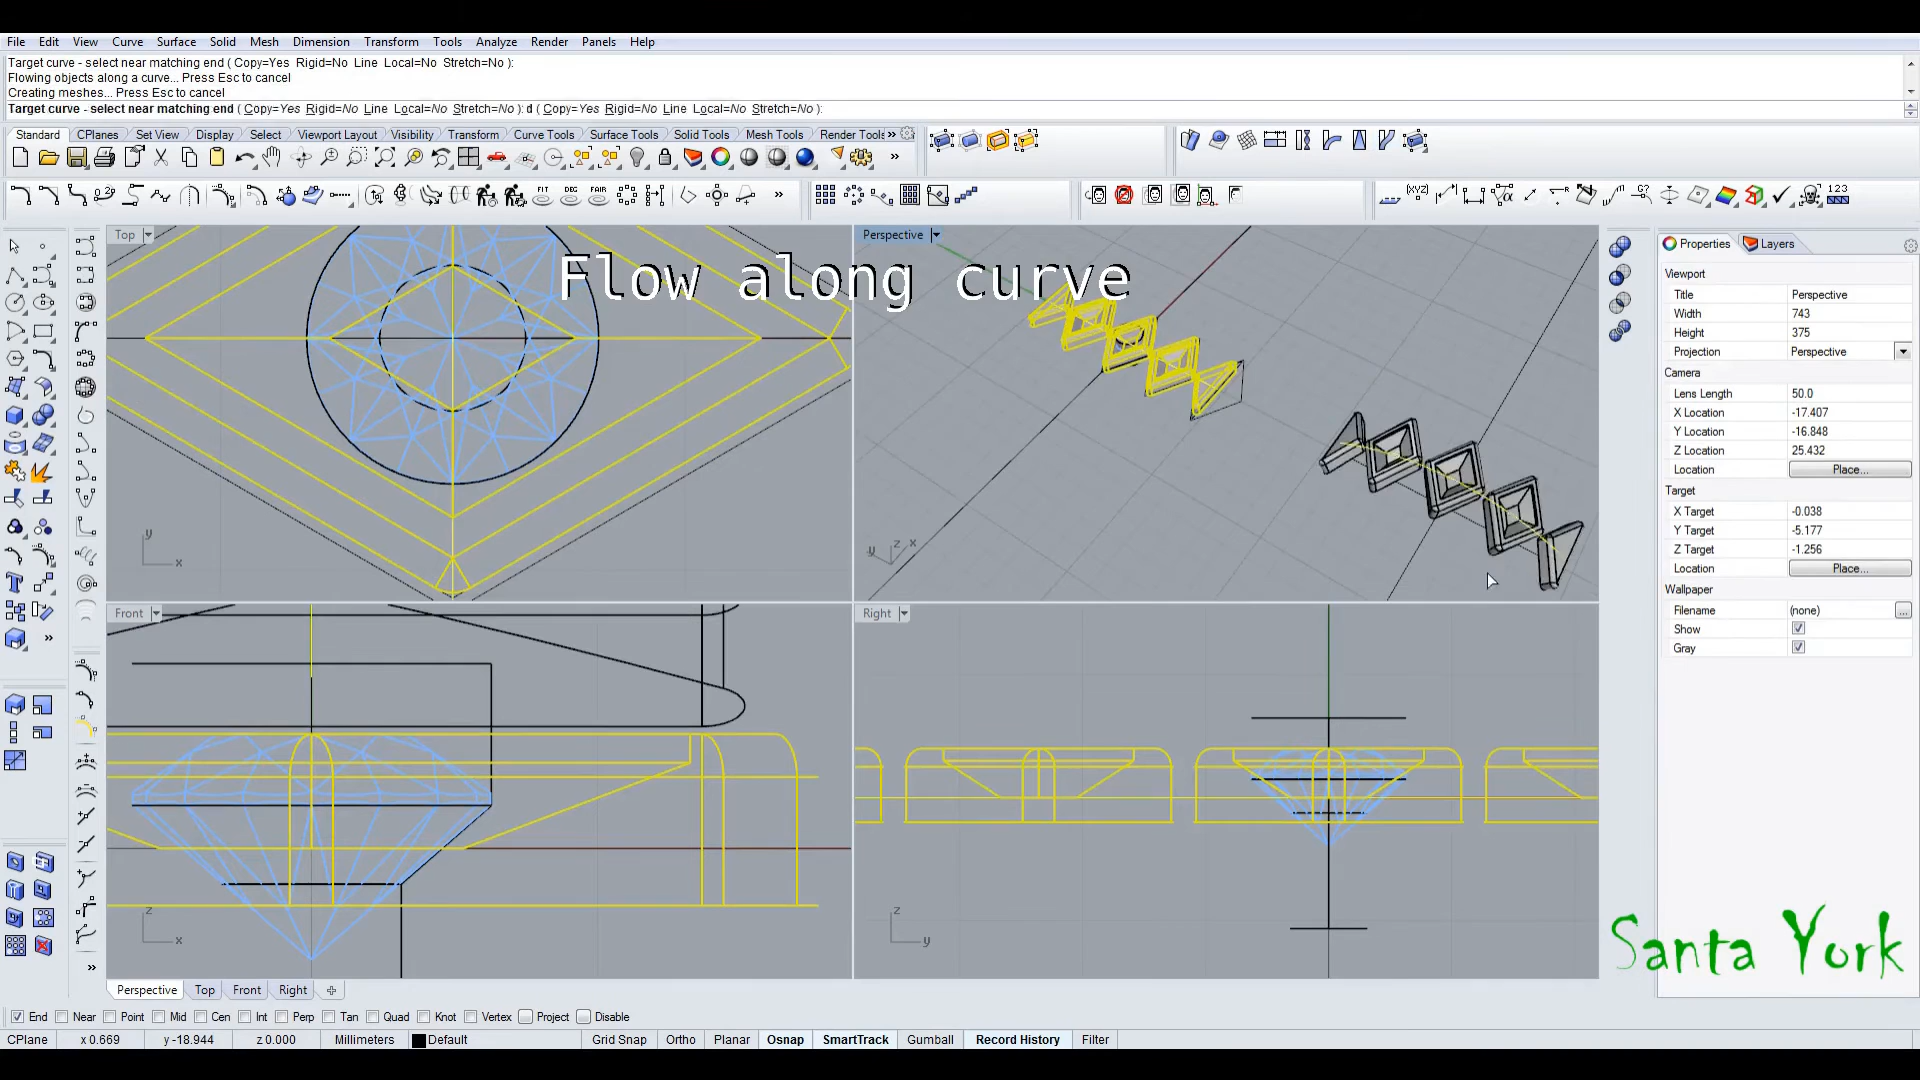 File Edit View Curve Surface Solid Mesh Dimension Transform Tools Analyze Render Panels Help
Target curve - select near matching end ( Copy=Yes Rigid=No Line Local=No Stretch=No ):
Flowing objects along a curve... Press Esc to cancel
Creating meshes... Press Esc to cancel
Target curve - select near matching end ( Copy=Yes Rigid=No Line Local=No Stretch=No ): d ( Copy=Yes Rigid=No Line Local=No Stretch=No ):
Standard CPlanes Set View Display Select Viewport Layout Visibility Transform Curve Tools Surface Tools Solid Tools Mesh Tools Render Tools »
Top
Perspective
Flow along curve
Properties Layers
Viewport
Title Perspective
Width 743
Height 375
Projection Perspective
Camera
Lens Length 50.0
X Location -17.407
Y Location -16.848
Z Location 25.432
Location Place...
Target
X Target -0.038
Y Target -5.177
Z Target -1.256
Location Place...
Wallpaper
Filename (none) ...
Show
Gray
y
x
y z x
Front
Right
z
x
z
y
Santa York
Perspective Top Front Right
End Near Point Mid Cen Int Perp Tan Quad Knot Vertex Project Disable
CPlane x 0.669 y -18.944 z 0.000 Millimeters Default Grid Snap Ortho Planar Osnap SmartTrack Gumball Record History Filter